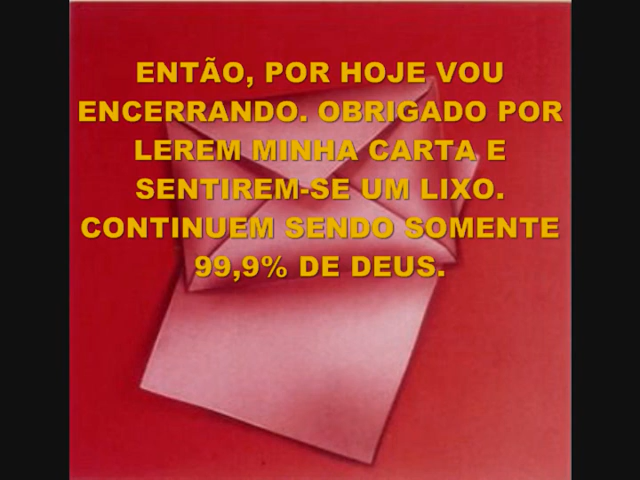 ENTÃO, POR HOJE VOU
ENCERRANDO. OBRIGADO POR
LEREM MINHA CARTA E
SENTIREM-SE UM LIXO.
CONTINUEM SENDO SOMENTE
99,9% DE DEUS.